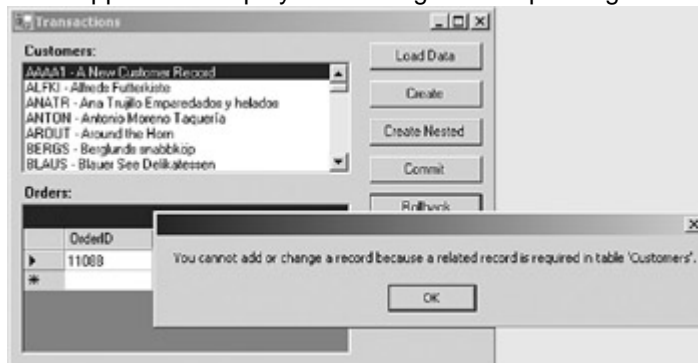 Transactions
Customers:
AAAA1 - A New Customer Record
ALFKI - Alfreds Futterkiste
ANATR - Ana Trujillo Emparedados y helados
ANTON - Antonio Moreno Taquería
AROUT - Around the Horn
BERGS - Berglunds snabbköp
BLAUS - Blauer See Delikatessen
Load Data
Create
Create Nested
Commit
Rollback
Orders:
OrderID
11088
You cannot add or change a record because a related record is required in table 'Customers'.
OK